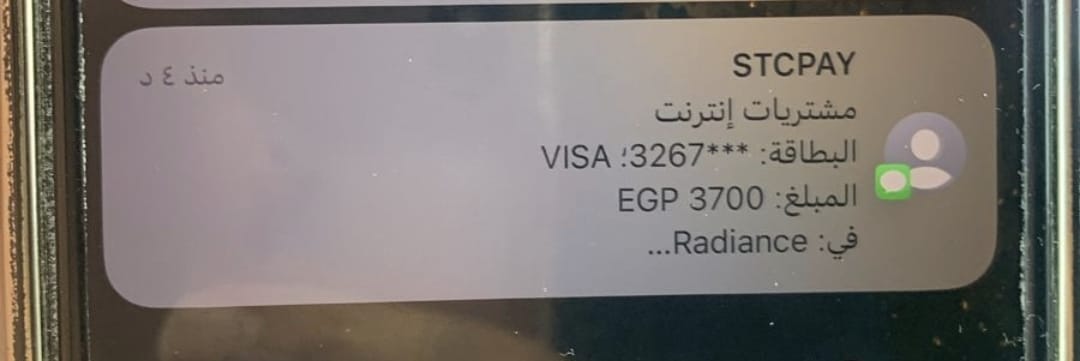 STCPAY
منذ ٤ د
مشتريات إنترنت
البطاقة: ***3267؛ VISA
المبلغ: EGP 3700
في: Radiance...